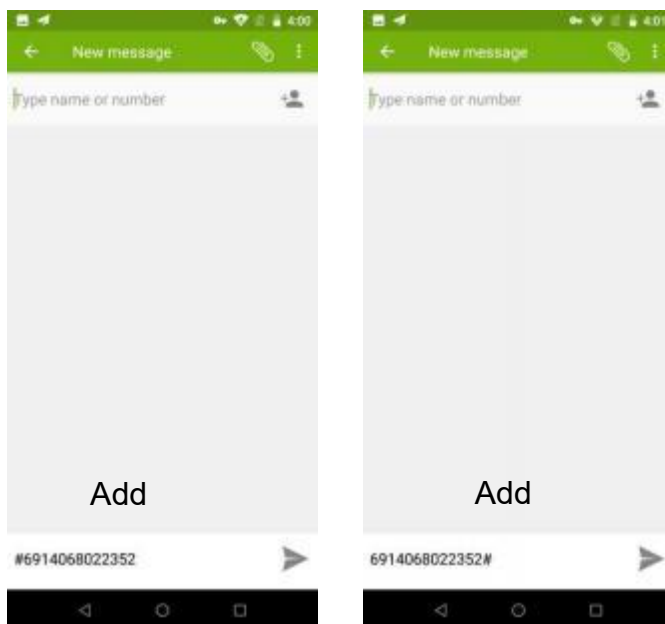 4:00
New message
Type name or number
Add
#6914068022352
4:01
New message
Type name or number
Add
6914068022352#